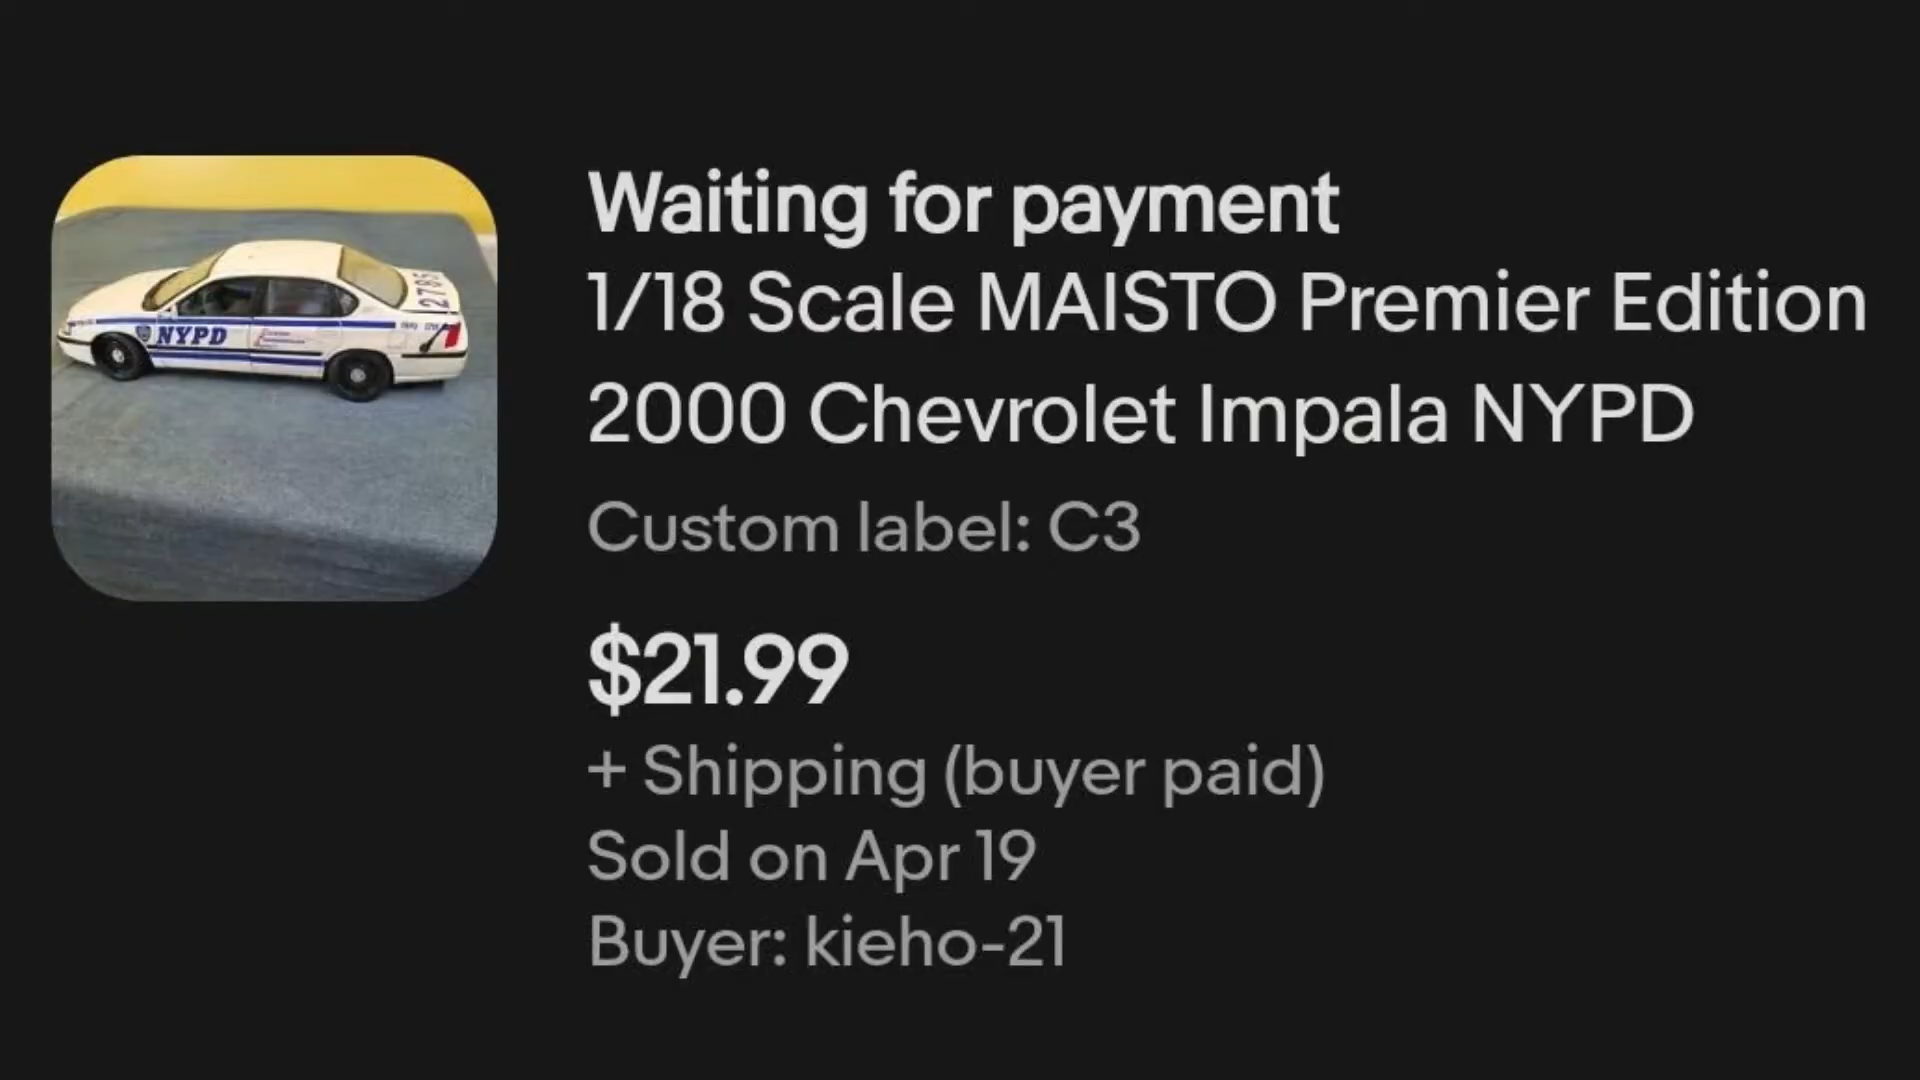 Waiting for payment
1/18 Scale MAISTO Premier Edition
2000 Chevrolet Impala NYPD
Custom label: C3
$21.99
+ Shipping (buyer paid)
Sold on Apr 19
Buyer: kieho-21
NYPD
2785